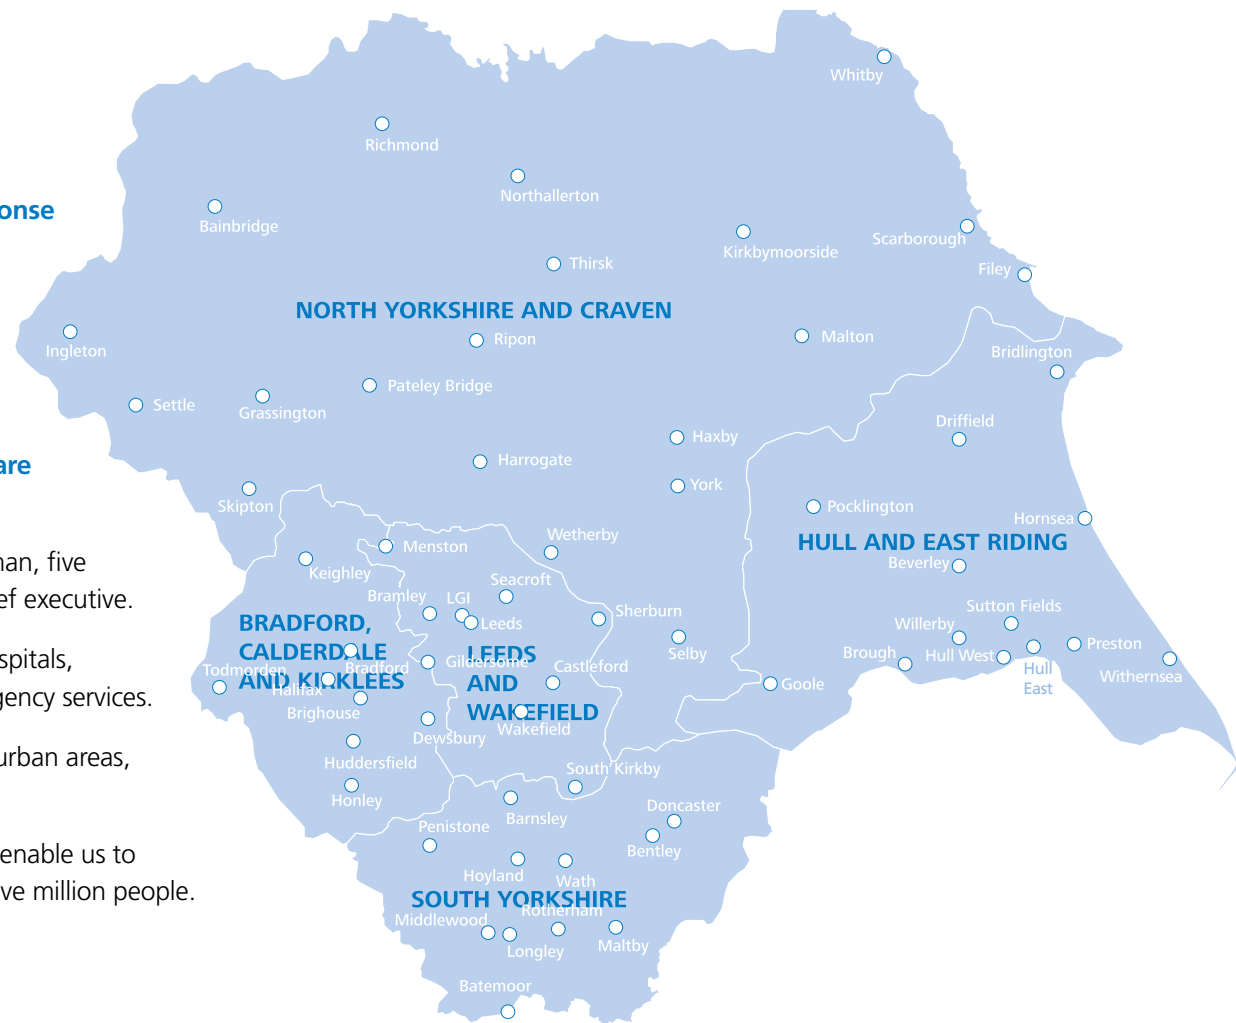 onse
are
nan, five
ef executive.
spitals,
gency services.
urban areas,
enable us to
ve million people.
Whitby
Richmond
Northallerton
Bainbridge
Kirkbymoorside
Scarborough
Thirsk
Filey
NORTH YORKSHIRE AND CRAVEN
Ingleton
Ripon
Malton
Bridlington
Settle
Grassington
Pateley Bridge
Haxby
Driffield
Harrogate
York
Skipton
Pocklington
Hornsea
Wetherby
HULL AND EAST RIDING
Menston
Keighley
Beverley
Seacroft
Bramley
LGI
Leeds
Sherburn
Sutton Fields
Willerby
BRADFORD,
CALDERDALE
AND KIRKLEES
LEEDS
AND
WAKEFIELD
Selby
Brough
Hull West
Hull
East
Preston
Withernsea
Todmorden
Bradford
Halifax
Gildersome
Castleford
Goole
Brighouse
Dewsbury
Wakefield
Huddersfield
South Kirkby
Honley
Barnsley
Doncaster
Penistone
Bentley
Hoyland
Wath
SOUTH YORKSHIRE
Rotherham
Middlewood
Longley
Maltby
Batemoor